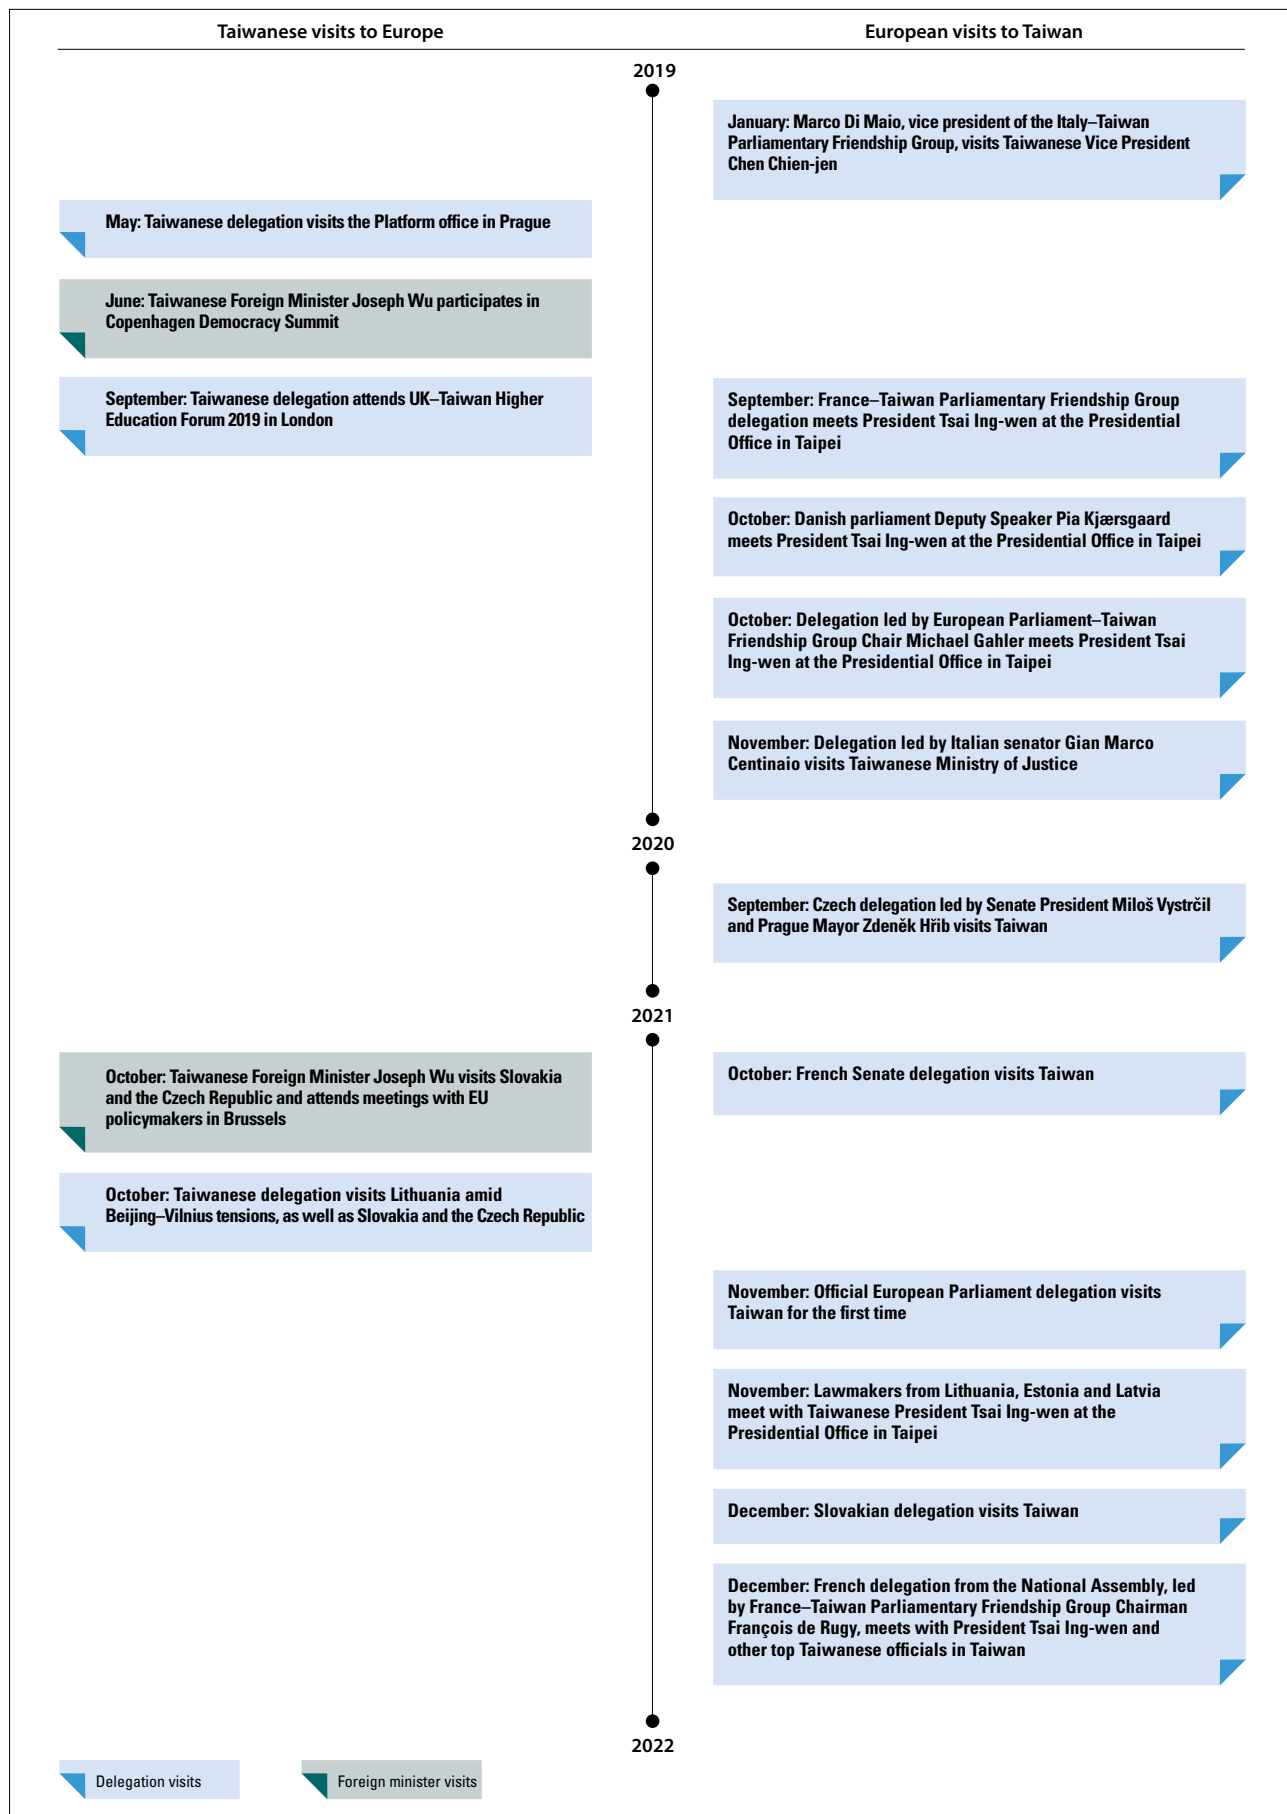 Taiwanese visits to Europe
European visits to Taiwan
2019
January: Marco Di Maio, vice president of the Italy–Taiwan
Parliamentary Friendship Group, visits Taiwanese Vice President
Chen Chien-jen
May: Taiwanese delegation visits the Platform office in Prague
June: Taiwanese Foreign Minister Joseph Wu participates in
Copenhagen Democracy Summit
September: Taiwanese delegation attends UK–Taiwan Higher
Education Forum 2019 in London
September: France–Taiwan Parliamentary Friendship Group
delegation meets President Tsai Ing-wen at the Presidential
Office in Taipei
October: Danish parliament Deputy Speaker Pia Kjærsgaard
meets President Tsai Ing-wen at the Presidential Office in Taipei
October: Delegation led by European Parliament–Taiwan
Friendship Group Chair Michael Gahler meets President Tsai
Ing-wen at the Presidential Office in Taipei
November: Delegation led by Italian senator Gian Marco
Centinaio visits Taiwanese Ministry of Justice
2020
September: Czech delegation led by Senate President Miloš Vystrčil
and Prague Mayor Zdeněk Hřib visits Taiwan
2021
October: Taiwanese Foreign Minister Joseph Wu visits Slovakia
and the Czech Republic and attends meetings with EU
policymakers in Brussels
October: French Senate delegation visits Taiwan
October: Taiwanese delegation visits Lithuania amid
Beijing–Vilnius tensions, as well as Slovakia and the Czech Republic
November: Official European Parliament delegation visits
Taiwan for the first time
November: Lawmakers from Lithuania, Estonia and Latvia
meet with Taiwanese President Tsai Ing-wen at the
Presidential Office in Taipei
December: Slovakian delegation visits Taiwan
December: French delegation from the National Assembly, led
by France–Taiwan Parliamentary Friendship Group Chairman
François de Rugy, meets with President Tsai Ing-wen and
other top Taiwanese officials in Taiwan
2022
Delegation visits
Foreign minister visits